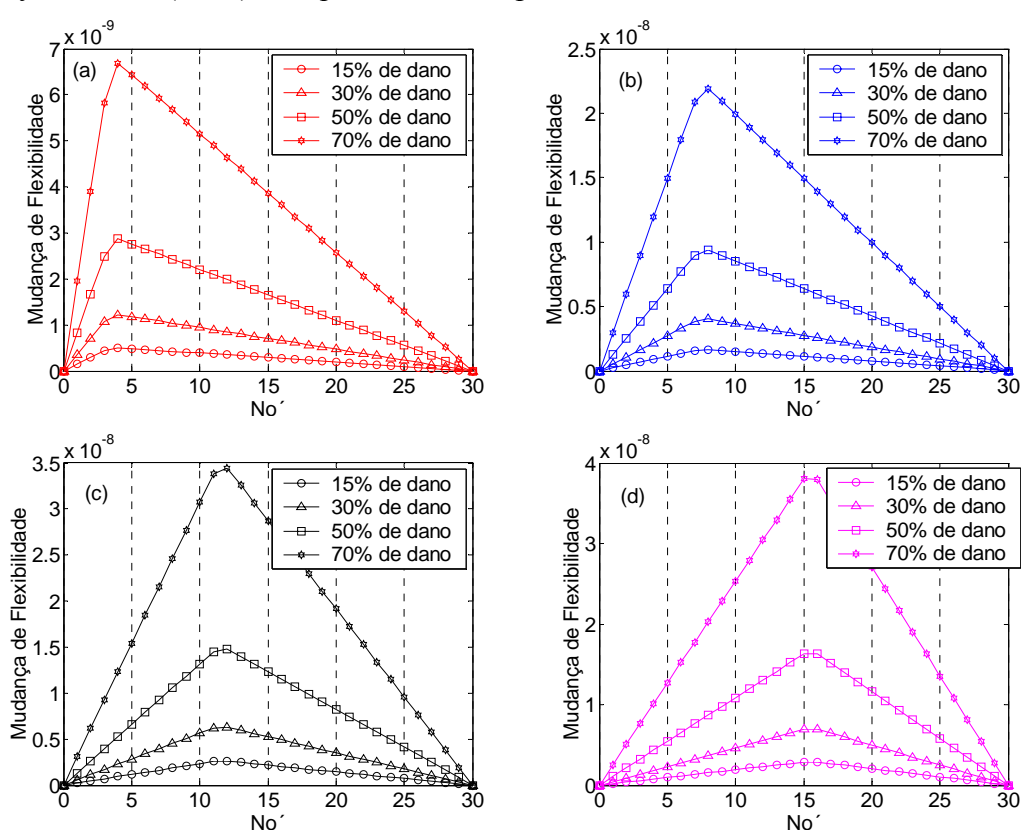 x 10 -9
7
6
5
4
3
2
1
0
Mudança de Flexibilidade
(a)
15% de dano
30% de dano
50% de dano
70% de dano
0 5 10 15 20 25 30
No´
x 10 -8
2.5
2
1.5
1
0.5
0
Mudança de Flexibilidade
(b)
15% de dano
30% de dano
50% de dano
70% de dano
0 5 10 15 20 25 30
No´
x 10 -8
3.5
3
2.5
2
1.5
1
0.5
0
Mudança de Flexibilidade
(c)
15% de dano
30% de dano
50% de dano
70% de dano
0 5 10 15 20 25 30
No´
x 10 -8
4
3
2
1
0
Mudança de Flexibilidade
(d)
15% de dano
30% de dano
50% de dano
70% de dano
0 5 10 15 20 25 30
No´